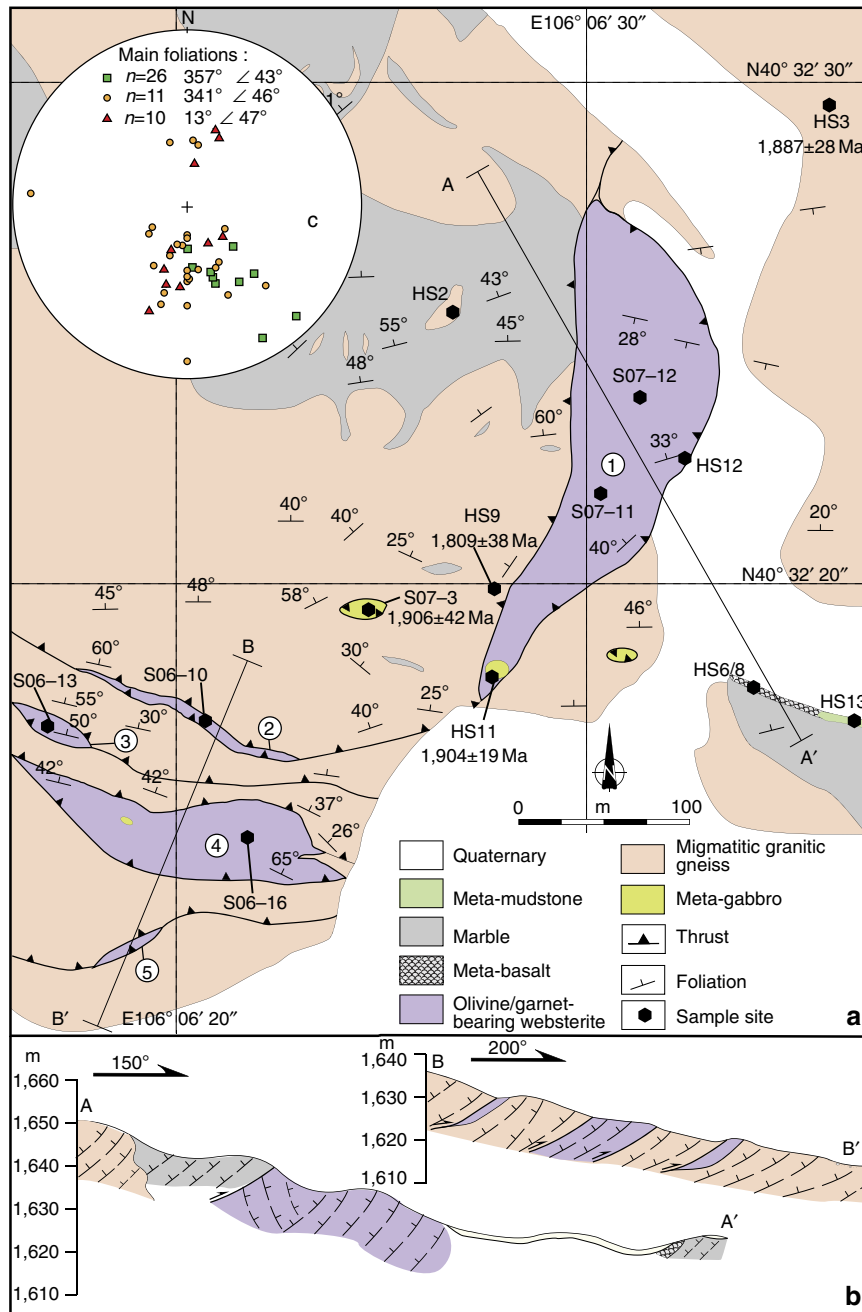 N
E106° 06′ 30″
Main foliations :
n=26 357° ∠ 43°
n=11 341° ∠ 46°
n=10 13° ∠ 47°
1°
N40° 32′ 30″
HS3
1,887±28 Ma
A
c
HS2
43°
55°
45°
48°
28°
S07–12
60°
33°
1
HS12
S07–11
40°
40°
40°
25°
HS9
1,809±38 Ma
20°
N40° 32′ 20″
45°
48°
58°
S07–3
1,906±42 Ma
46°
60°
B
30°
S06–10
S06–13
55°
50°
30°
25°
40°
HS6/8
HS13
HS11
1,904±19 Ma
3
2
A′
N
42°
42°
37°
26°
4
65°
S06–16
0 m 100
5
B′
E106° 06′ 20″
Quaternary
Migmatitic granitic
gneiss
Meta-mudstone
Meta-gabbro
Marble
Thrust
Meta-basalt
Foliation
Olivine/garnet-
bearing websterite
Sample site
a
m
150°
1,660
A
1,650
1,640
1,630
1,620
1,610
m
200°
1,640
B
1,630
1,620
1,610
B′
A′
b